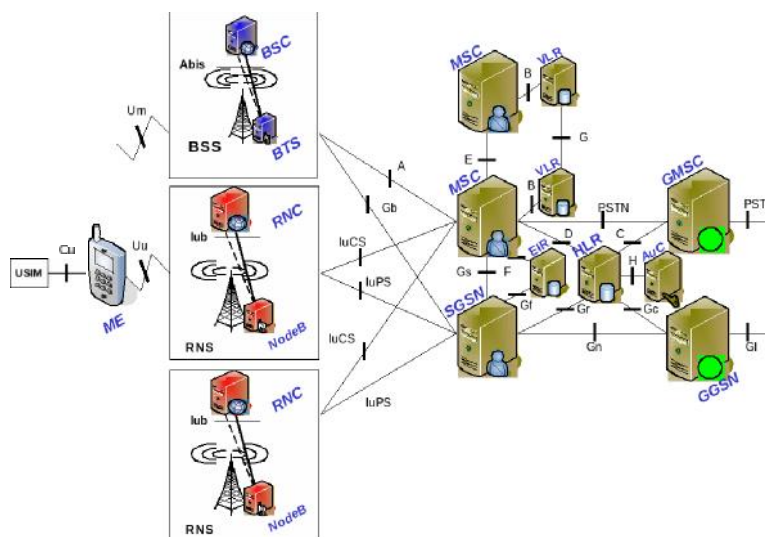 BSC
Abis
Um
BTS
BSS
MSC
B
VLR
G
E
A
Gb
MSC
B
VLR
PSTN
GMSC
PST
D
C
RNC
Iub
IuCS
IuPS
NodeB
RNS
USIM
Cu
Uu
ME
Gs
F
EIR
HLR
H
AuC
SGSN
Gf
Gr
Gc
Gn
GGSN
GI
RNC
Iub
IuCS
IuPS
NodeB
RNS